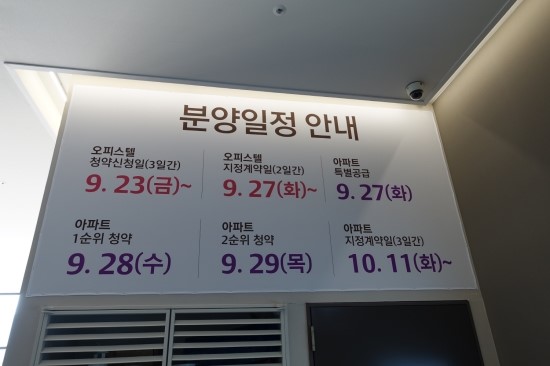 분양일정 안내
오피스텔
청약신청일(3일간)
9. 23(금)~
오피스텔
지정계약일(2일간)
9. 27(화)~
아파트
특별공급
9. 27(화)
아파트
1순위 청약
9. 28(수)
아파트
2순위 청약
9. 29(목)
아파트
지정계약일(3일간)
10. 11(화)~